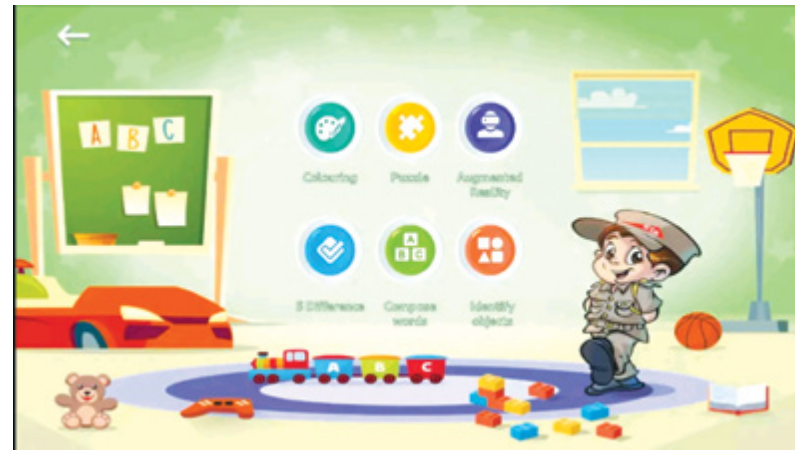 A B C
Colouring Puzzle Augmented
Reality
A
B C
5 Difference Compose Identify
words objects
A B C